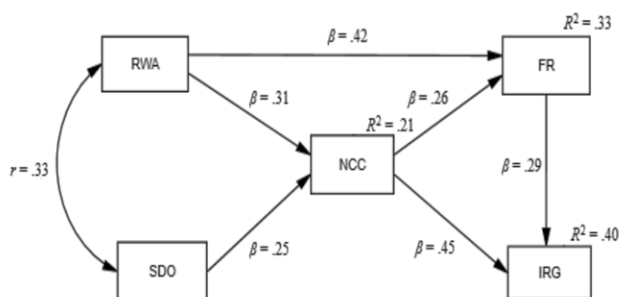 R² = .33
β = .42
RWA
FR
β = .31
β = .26
R² = .21
r = .33
NCC
β = .29
R² = .40
β = .25
β = .45
SDO
IRG